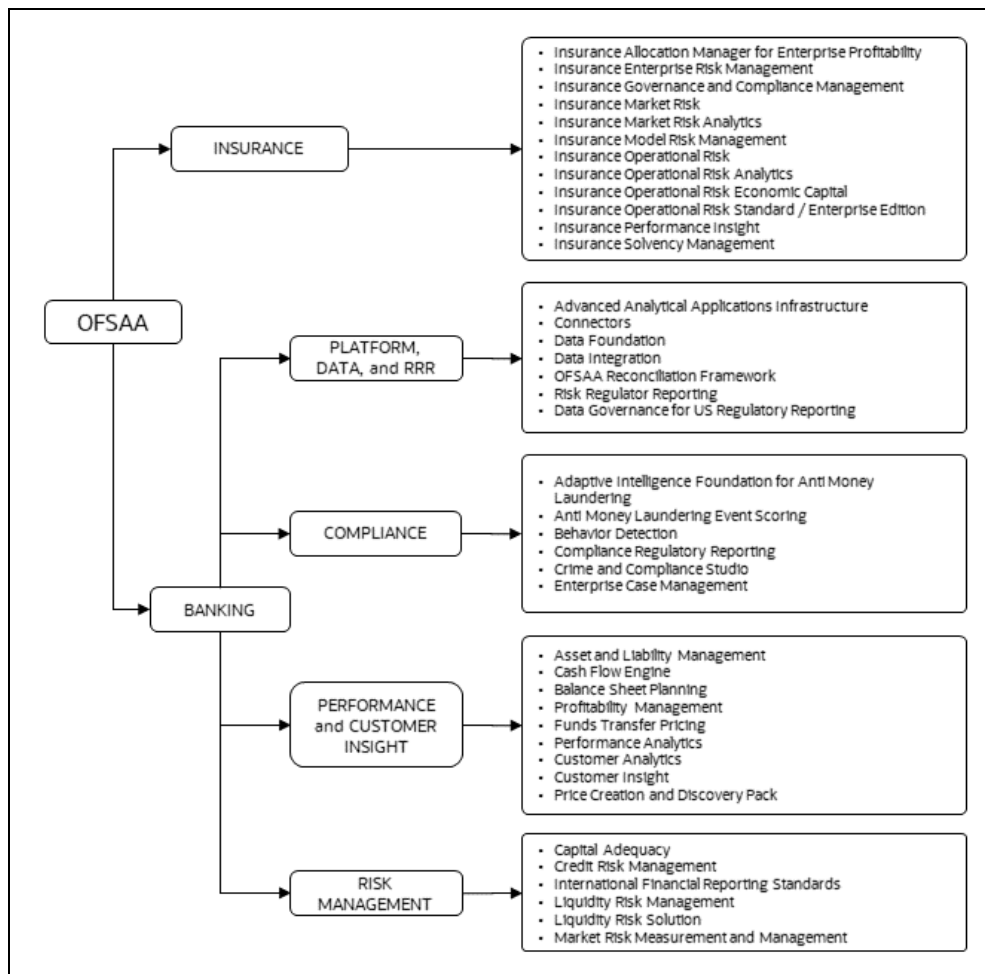 • Insurance Allocation Manager for Enterprise Profitability
• Insurance Enterprise Risk Management
• Insurance Governance and Compliance Management
• Insurance Market Risk
• Insurance Market Risk Analytics
• Insurance Model Risk Management
• Insurance Operational Risk
• Insurance Operational Risk Analytics
• Insurance Operational Risk Economic Capital
• Insurance Operational Risk Standard / Enterprise Edition
• Insurance Performance Insight
• Insurance Solvency Management
INSURANCE
OFSAA
PLATFORM,
DATA, and RRR
• Advanced Analytical Applications Infrastructure
• Connectors
• Data Foundation
• Data Integration
• OFSAA Reconciliation Framework
• Risk Regulator Reporting
• Data Governance for US Regulatory Reporting
COMPLIANCE
• Adaptive Intelligence Foundation for Anti Money
Laundering
• Anti Money Laundering Event Scoring
• Behavior Detection
• Compliance Regulatory Reporting
• Crime and Compliance Studio
• Enterprise Case Management
BANKING
PERFORMANCE
and CUSTOMER
INSIGHT
• Asset and Liability Management
• Cash Flow Engine
• Balance Sheet Planning
• Profitability Management
• Funds Transfer Pricing
• Performance Analytics
• Customer Analytics
• Customer Insight
• Price Creation and Discovery Pack
RISK
MANAGEMENT
• Capital Adequacy
• Credit Risk Management
• International Financial Reporting Standards
• Liquidity Risk Management
• Liquidity Risk Solution
• Market Risk Measurement and Management